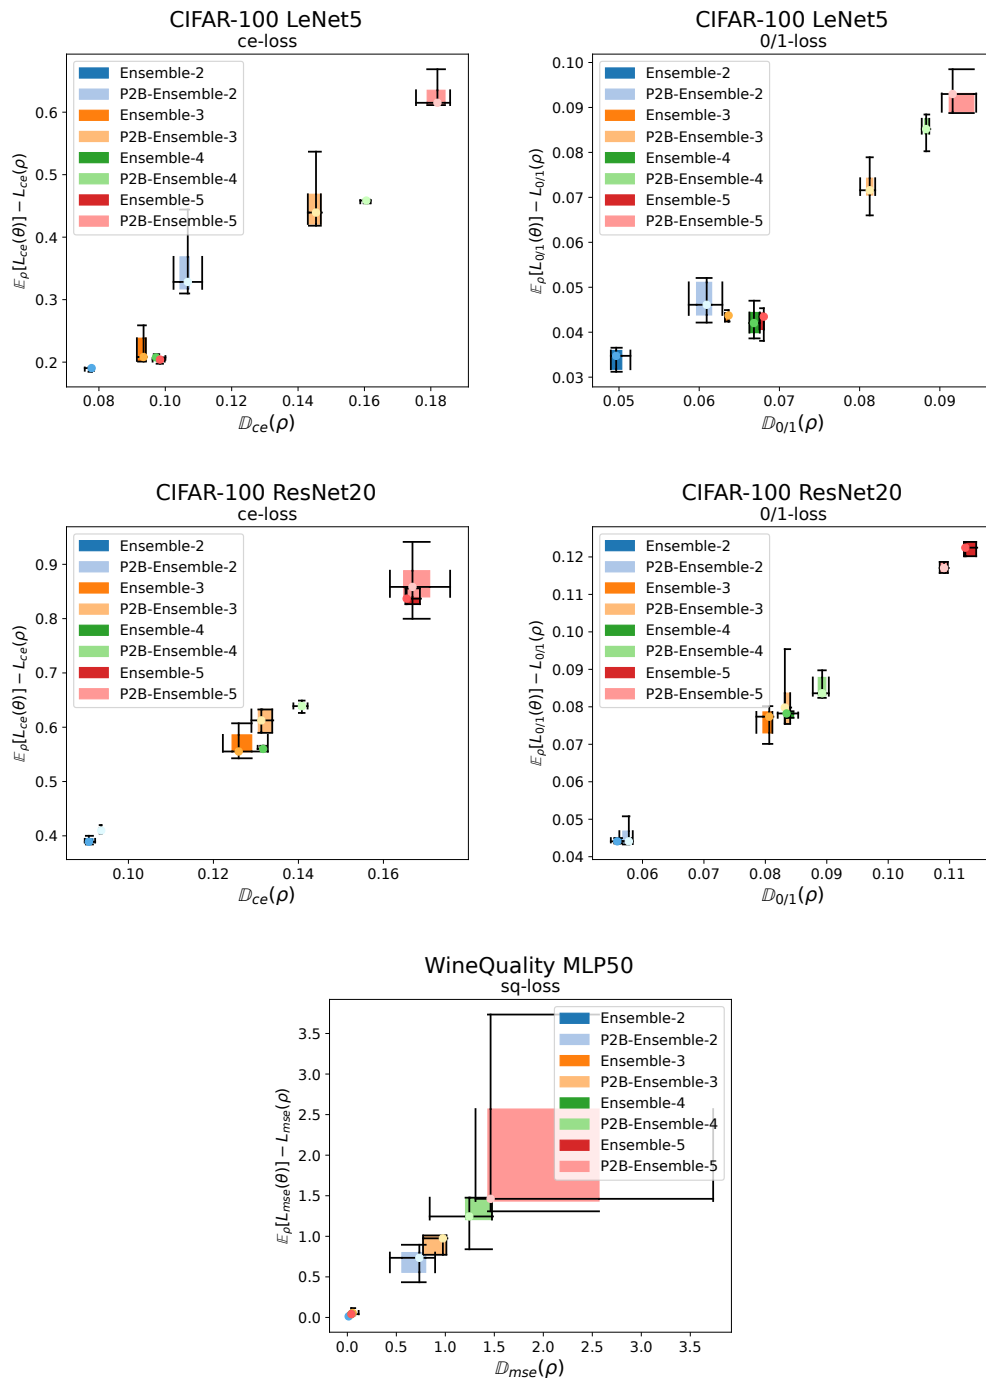 CIFAR-100 LeNet5
ce-loss
Ensemble-2
P2B-Ensemble-2
Ensemble-3
P2B-Ensemble-3
Ensemble-4
P2B-Ensemble-4
Ensemble-5
P2B-Ensemble-5
0.6
0.5
0.4
0.3
0.2
𝔼ρ[Lce(θ)] − Lce(ρ)
0.08 0.10 0.12 0.14 0.16 0.18
𝔻ce(ρ)
CIFAR-100 LeNet5
0/1-loss
Ensemble-2
P2B-Ensemble-2
Ensemble-3
P2B-Ensemble-3
Ensemble-4
P2B-Ensemble-4
Ensemble-5
P2B-Ensemble-5
0.10
0.09
0.08
0.07
0.06
0.05
0.04
0.03
𝔼ρ[L0/1(θ)] − L0/1(ρ)
0.05 0.06 0.07 0.08 0.09
𝔻0/1(ρ)
CIFAR-100 ResNet20
ce-loss
Ensemble-2
P2B-Ensemble-2
Ensemble-3
P2B-Ensemble-3
Ensemble-4
P2B-Ensemble-4
Ensemble-5
P2B-Ensemble-5
0.9
0.8
0.7
0.6
0.5
0.4
𝔼ρ[Lce(θ)] − Lce(ρ)
0.10 0.12 0.14 0.16
𝔻ce(ρ)
CIFAR-100 ResNet20
0/1-loss
Ensemble-2
P2B-Ensemble-2
Ensemble-3
P2B-Ensemble-3
Ensemble-4
P2B-Ensemble-4
Ensemble-5
P2B-Ensemble-5
0.12
0.11
0.10
0.09
0.08
0.07
0.06
0.05
0.04
𝔼ρ[L0/1(θ)] − L0/1(ρ)
0.06 0.07 0.08 0.09 0.10 0.11
𝔻0/1(ρ)
WineQuality MLP50
sq-loss
Ensemble-2
P2B-Ensemble-2
Ensemble-3
P2B-Ensemble-3
Ensemble-4
P2B-Ensemble-4
Ensemble-5
P2B-Ensemble-5
3.5
3.0
2.5
2.0
1.5
1.0
0.5
0.0
𝔼ρ[Lmse(θ)] − Lmse(ρ)
0.0 0.5 1.0 1.5 2.0 2.5 3.0 3.5
𝔻mse(ρ)